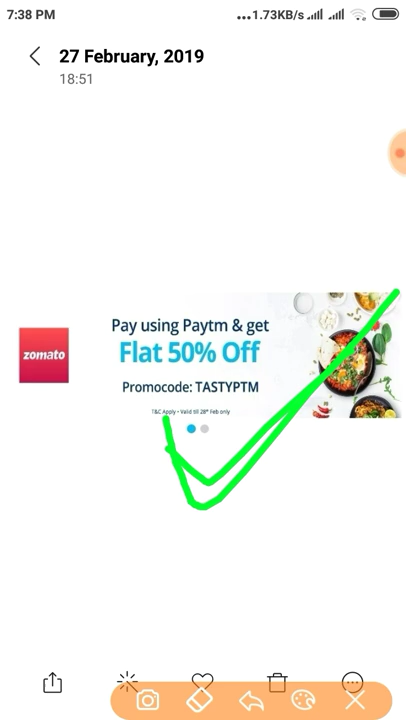 7:38 PM
...1.73KB/s
27 February, 2019
18:51
zomato
Pay using Paytm & get
Flat 50% Off
Promocode: TASTYPTM
T&C Apply • Valid till 28th Feb only